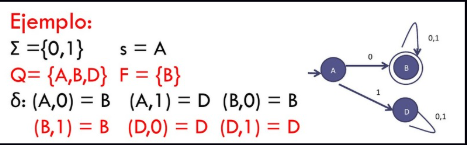 Ejemplo:
Σ ={0,1} s = A
Q= {A,B,D} F = {B}
δ: (A,0) = B (A,1) = D (B,0) = B
(B,1) = B (D,0) = D (D,1) = D
0,1
0
A
B
1
D
0,1